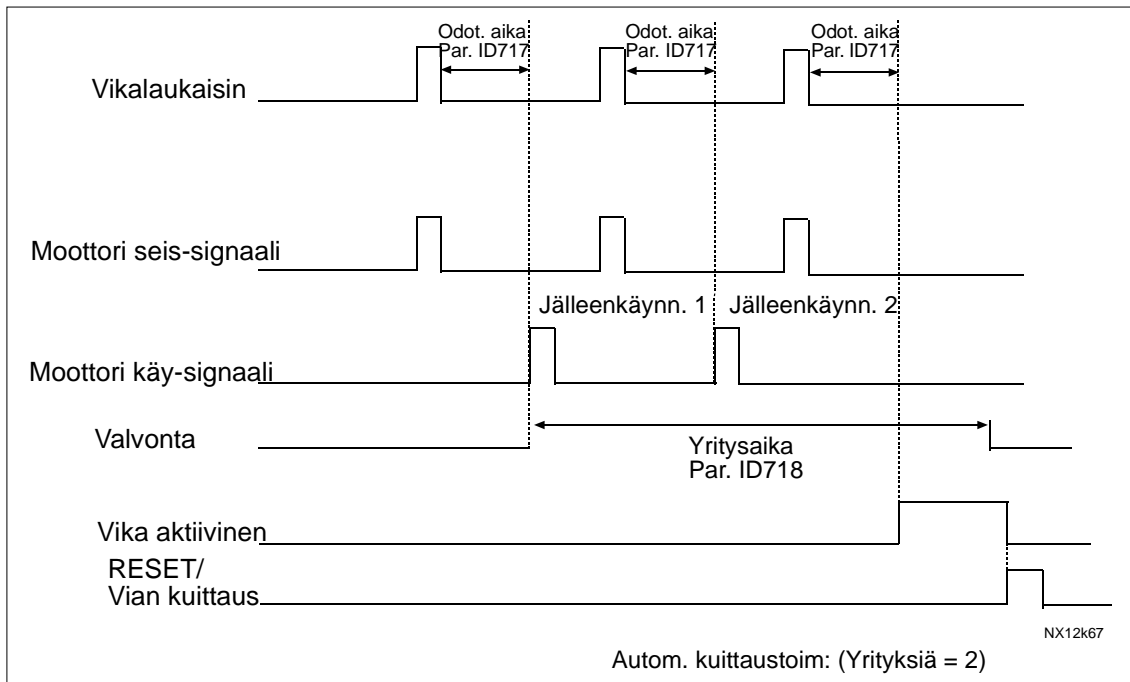 Odot. aika
Par. ID717
Odot. aika
Par. ID717
Odot. aika
Par. ID717
Vikalaukaisin
Moottori seis-signaali
Jälleenkäynn. 1
Jälleenkäynn. 2
Moottori käy-signaali
Valvonta
Yritysaika
Par. ID718
Vika aktiivinen
RESET/
Vian kuittaus
NX12k67
Autom. kuittaustoim: (Yrityksiä = 2)